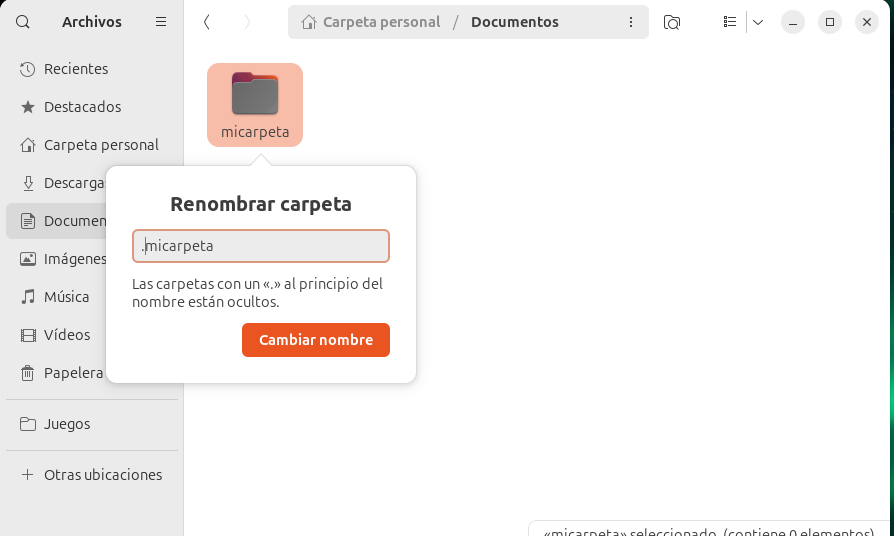 Archivos
Carpeta personal / Documentos
Recientes
Destacados
Carpeta personal
Descargas
Documen
Imágenes
Música
Vídeos
Papelera
Juegos
+ Otras ubicaciones
micarpeta
Renombrar carpeta
.micarpeta
Las carpetas con un «.» al principio del
nombre están ocultos.
Cambiar nombre
«micarpeta» seleccionado (contiene 0 elementos)